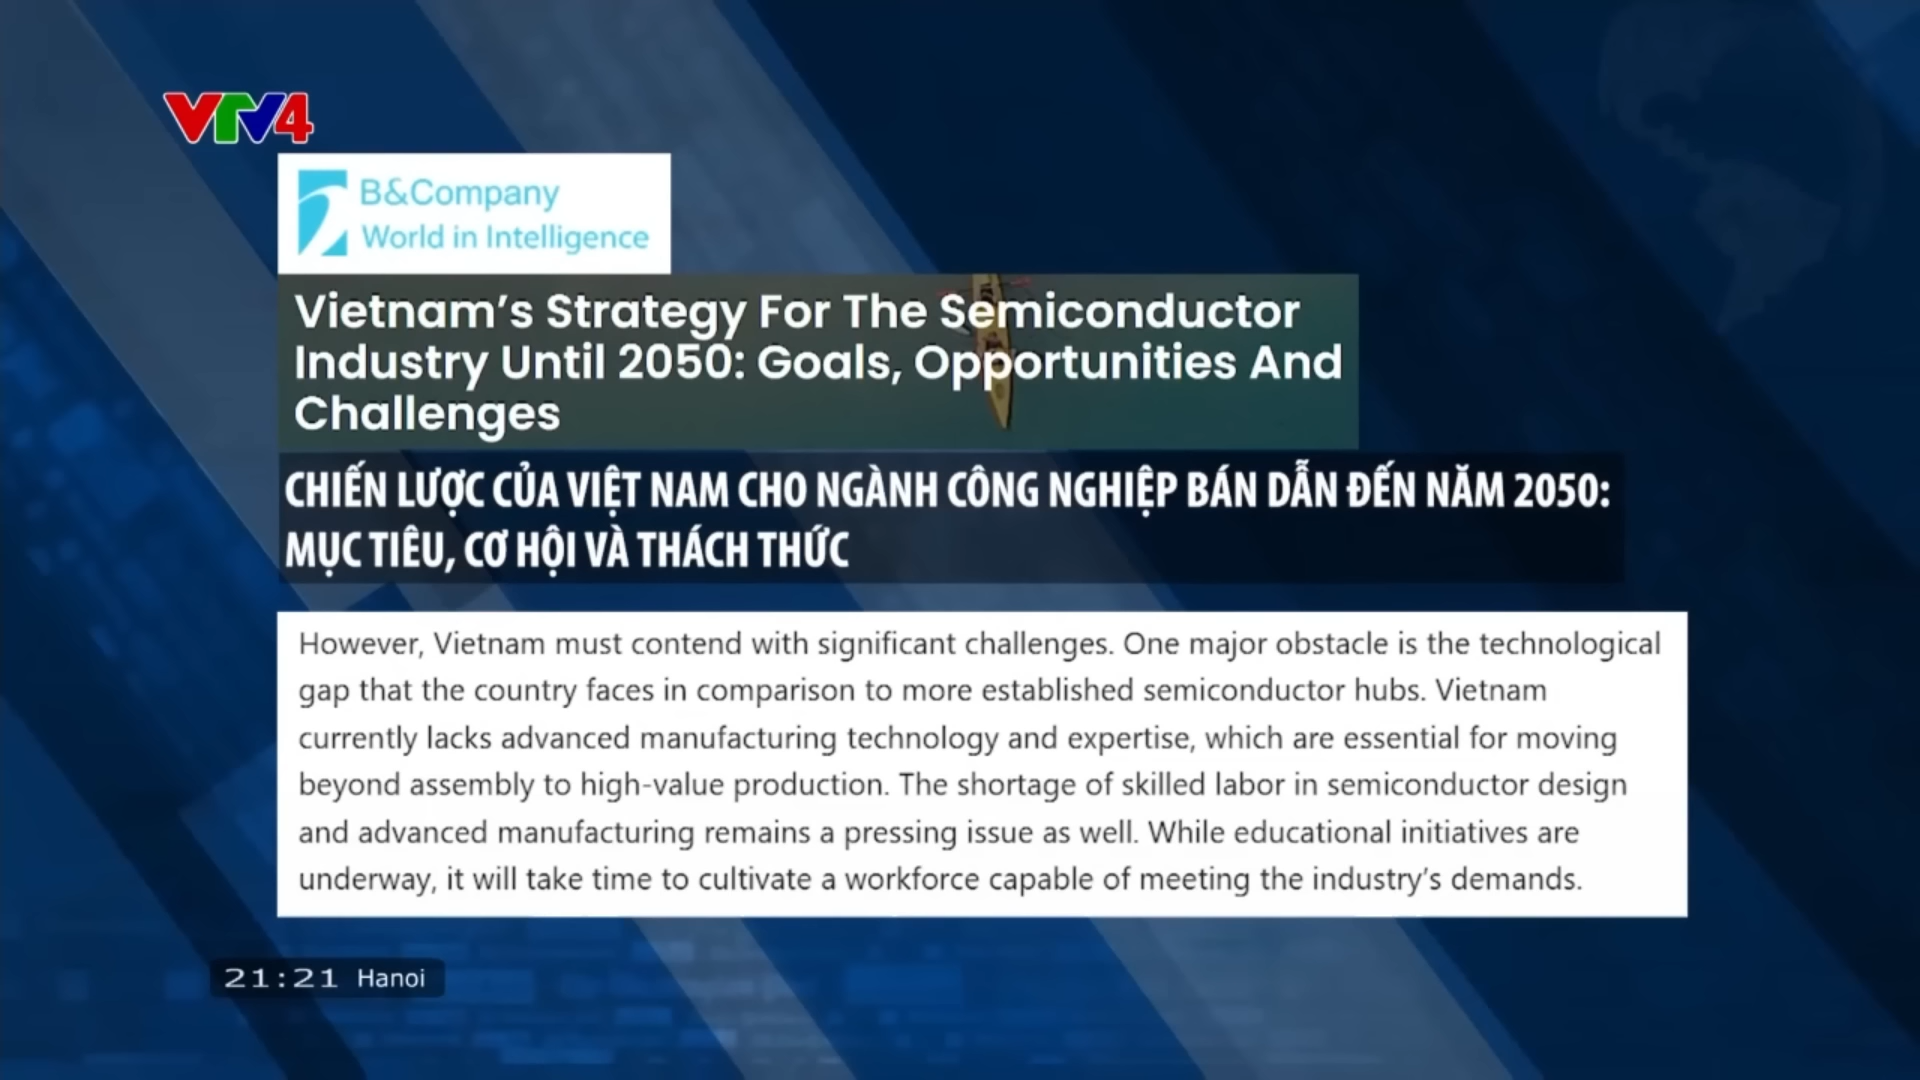 VTV4
B&Company
World in Intelligence
Vietnam’s Strategy For The Semiconductor
Industry Until 2050: Goals, Opportunities And
Challenges
CHIẾN LƯỢC CỦA VIỆT NAM CHO NGÀNH CÔNG NGHIỆP BÁN DẪN ĐẾN NĂM 2050:
MỤC TIÊU, CƠ HỘI VÀ THÁCH THỨC
However, Vietnam must contend with significant challenges. One major obstacle is the technological
gap that the country faces in comparison to more established semiconductor hubs. Vietnam
currently lacks advanced manufacturing technology and expertise, which are essential for moving
beyond assembly to high-value production. The shortage of skilled labor in semiconductor design
and advanced manufacturing remains a pressing issue as well. While educational initiatives are
underway, it will take time to cultivate a workforce capable of meeting the industry’s demands.
21:21 Hanoi